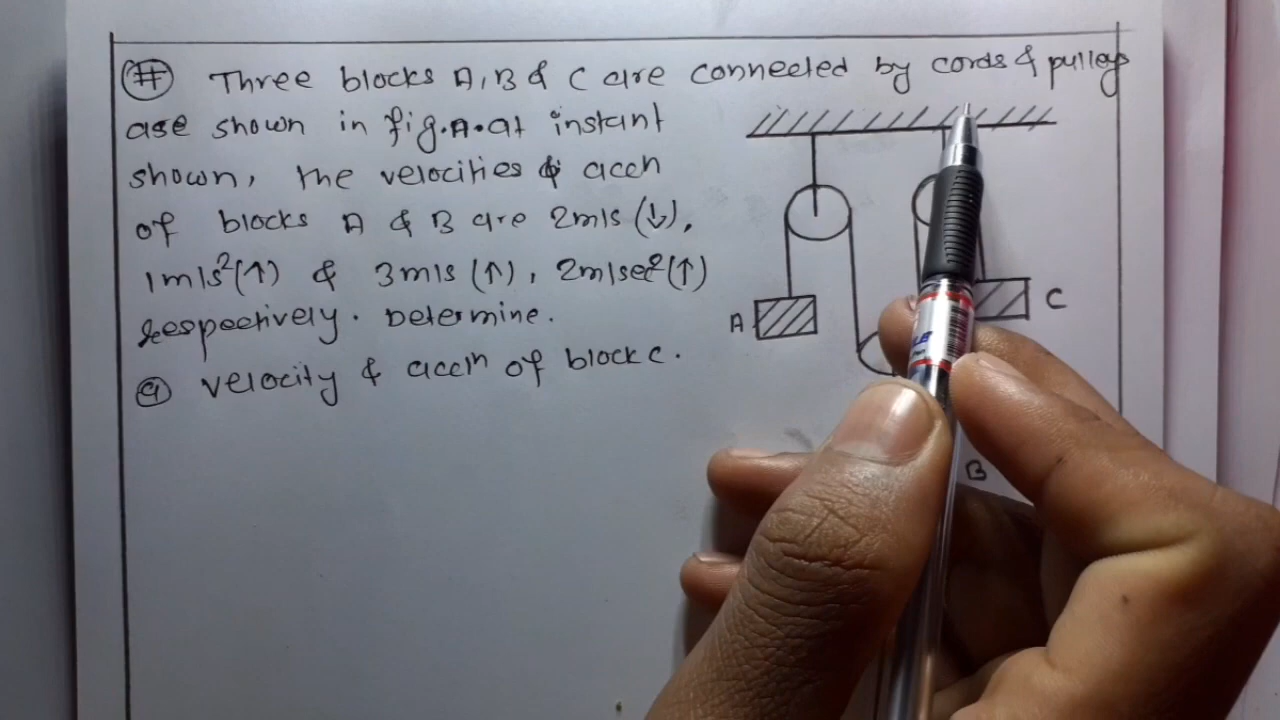 # Three blocks A, B & C are connected by cords & pulleys
are shown in fig.A. at instant
shown, the velocities & accn
of blocks A & B are 2m/s (↓),
1m/s²(↑) & 3m/s (↑), 2m/sec²(↑)
respectively. Determine.
a velocity & accn of block C.
A
C
B